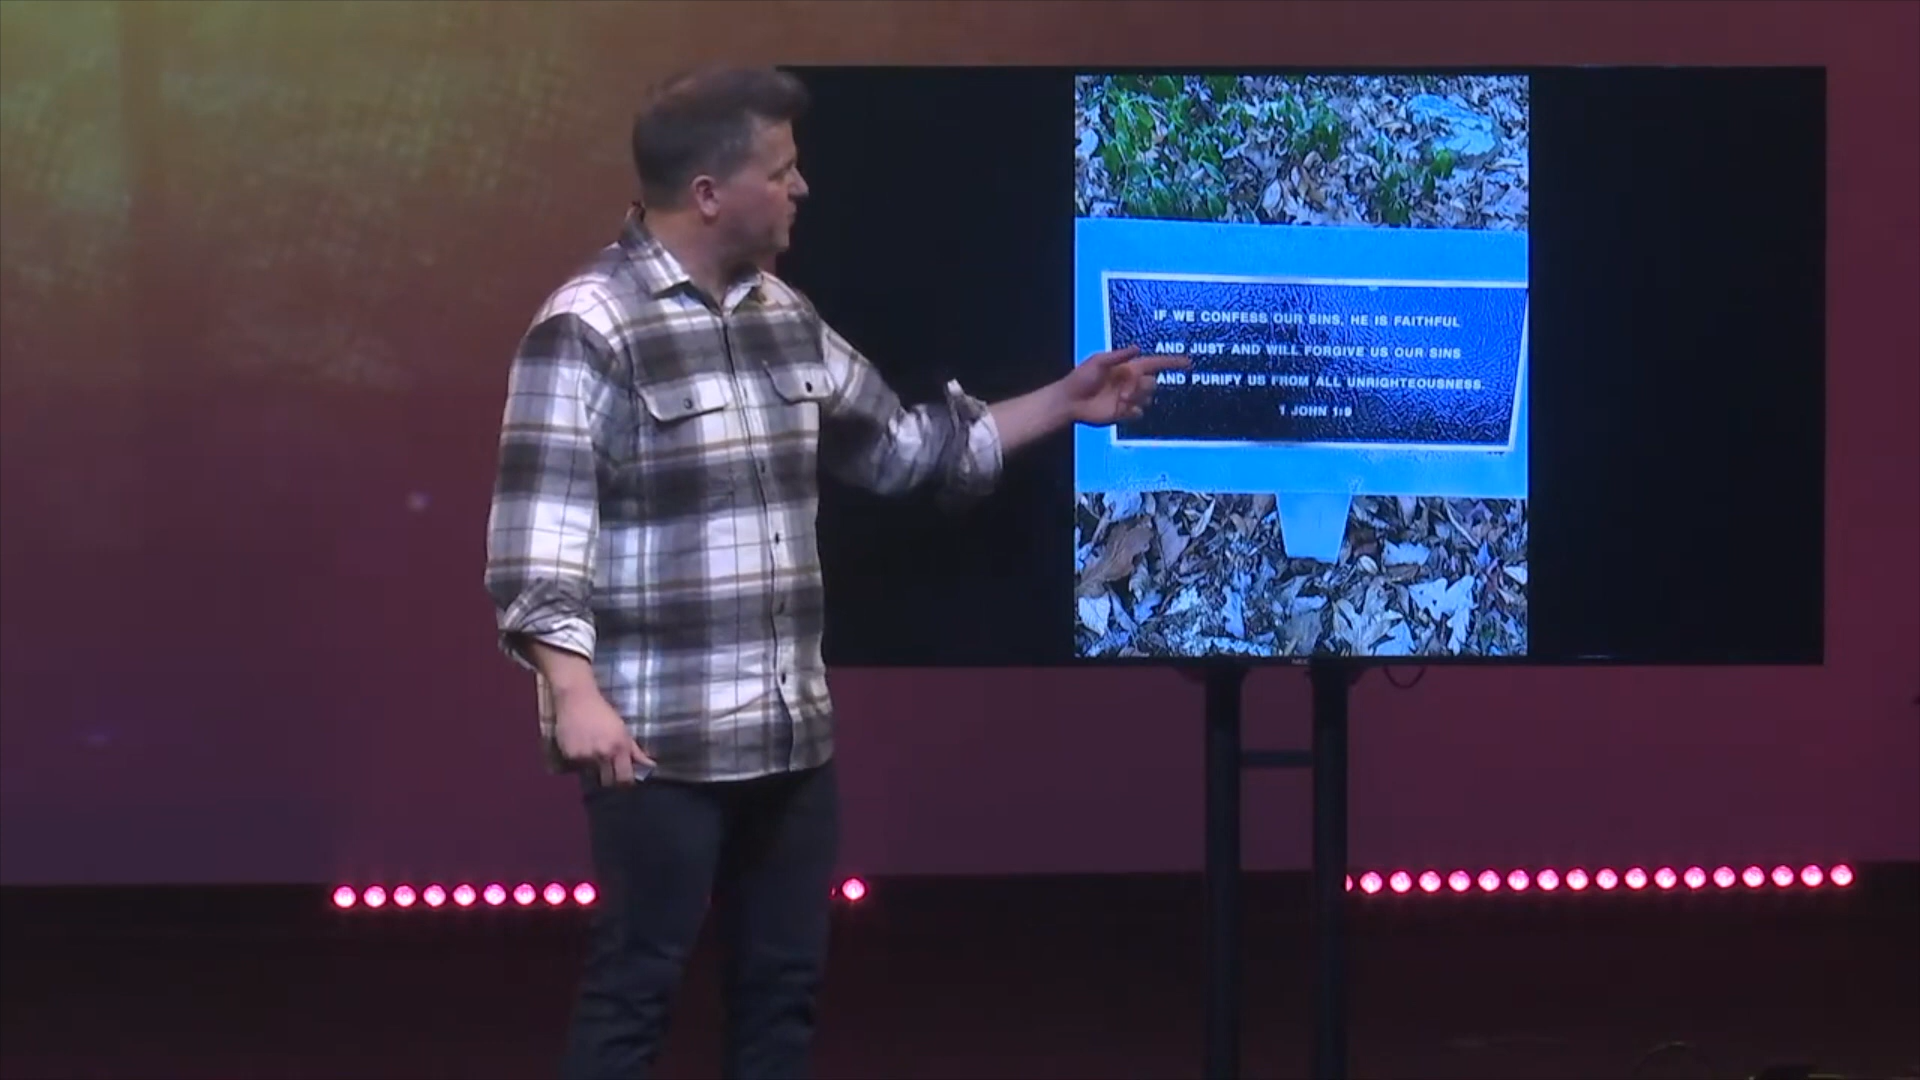 IF WE CONFESS OUR SINS, HE IS FAITHFUL
AND JUST AND WILL FORGIVE US OUR SINS
AND PURIFY US FROM ALL UNRIGHTEOUSNESS.
1 JOHN 1:9
NEC